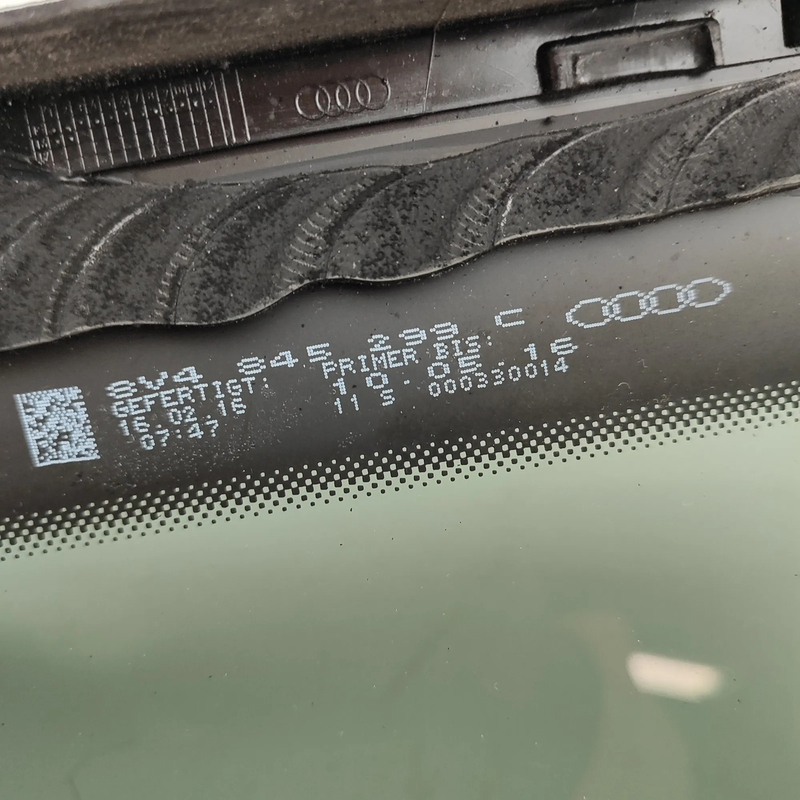 8V4 845 299 C
GEFERTIGT: PRIMER BIS:
16.02.16 10.05.16
07:47 11 S 000330014